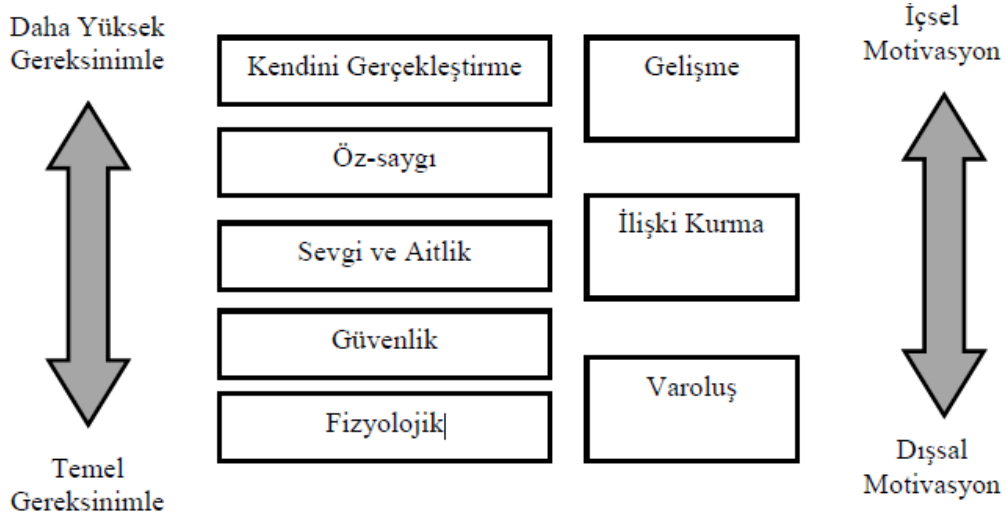 Daha Yüksek
Gereksinimle
İçsel
Motivasyon
Kendini Gerçekleştirme
Gelişme
Öz-saygı
İlişki Kurma
Sevgi ve Aitlik
Güvenlik
Varoluş
Fizyolojik
Temel
Gereksinimle
Dışsal
Motivasyon